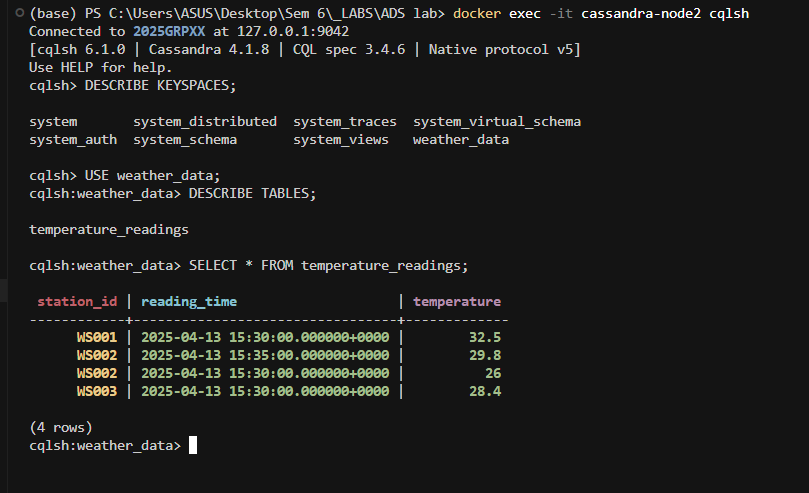 (base) PS C:\Users\ASUS\Desktop\Sem 6\_LABS\ADS lab> docker exec -it cassandra-node2 cqlsh
Connected to 2025GRPXX at 127.0.0.1:9042
[cqlsh 6.1.0 | Cassandra 4.1.8 | CQL spec 3.4.6 | Native protocol v5]
Use HELP for help.
cqlsh> DESCRIBE KEYSPACES;
system       system_distributed  system_traces  system_virtual_schema
system_auth  system_schema       system_views   weather_data
cqlsh> USE weather_data;
cqlsh:weather_data> DESCRIBE TABLES;
temperature_readings
cqlsh:weather_data> SELECT * FROM temperature_readings;
 station_id | reading_time                    | temperature
------------+---------------------------------+-------------
      WS001 | 2025-04-13 15:30:00.000000+0000 |        32.5
      WS002 | 2025-04-13 15:35:00.000000+0000 |        29.8
      WS002 | 2025-04-13 15:30:00.000000+0000 |          26
      WS003 | 2025-04-13 15:30:00.000000+0000 |        28.4
(4 rows)
cqlsh:weather_data>